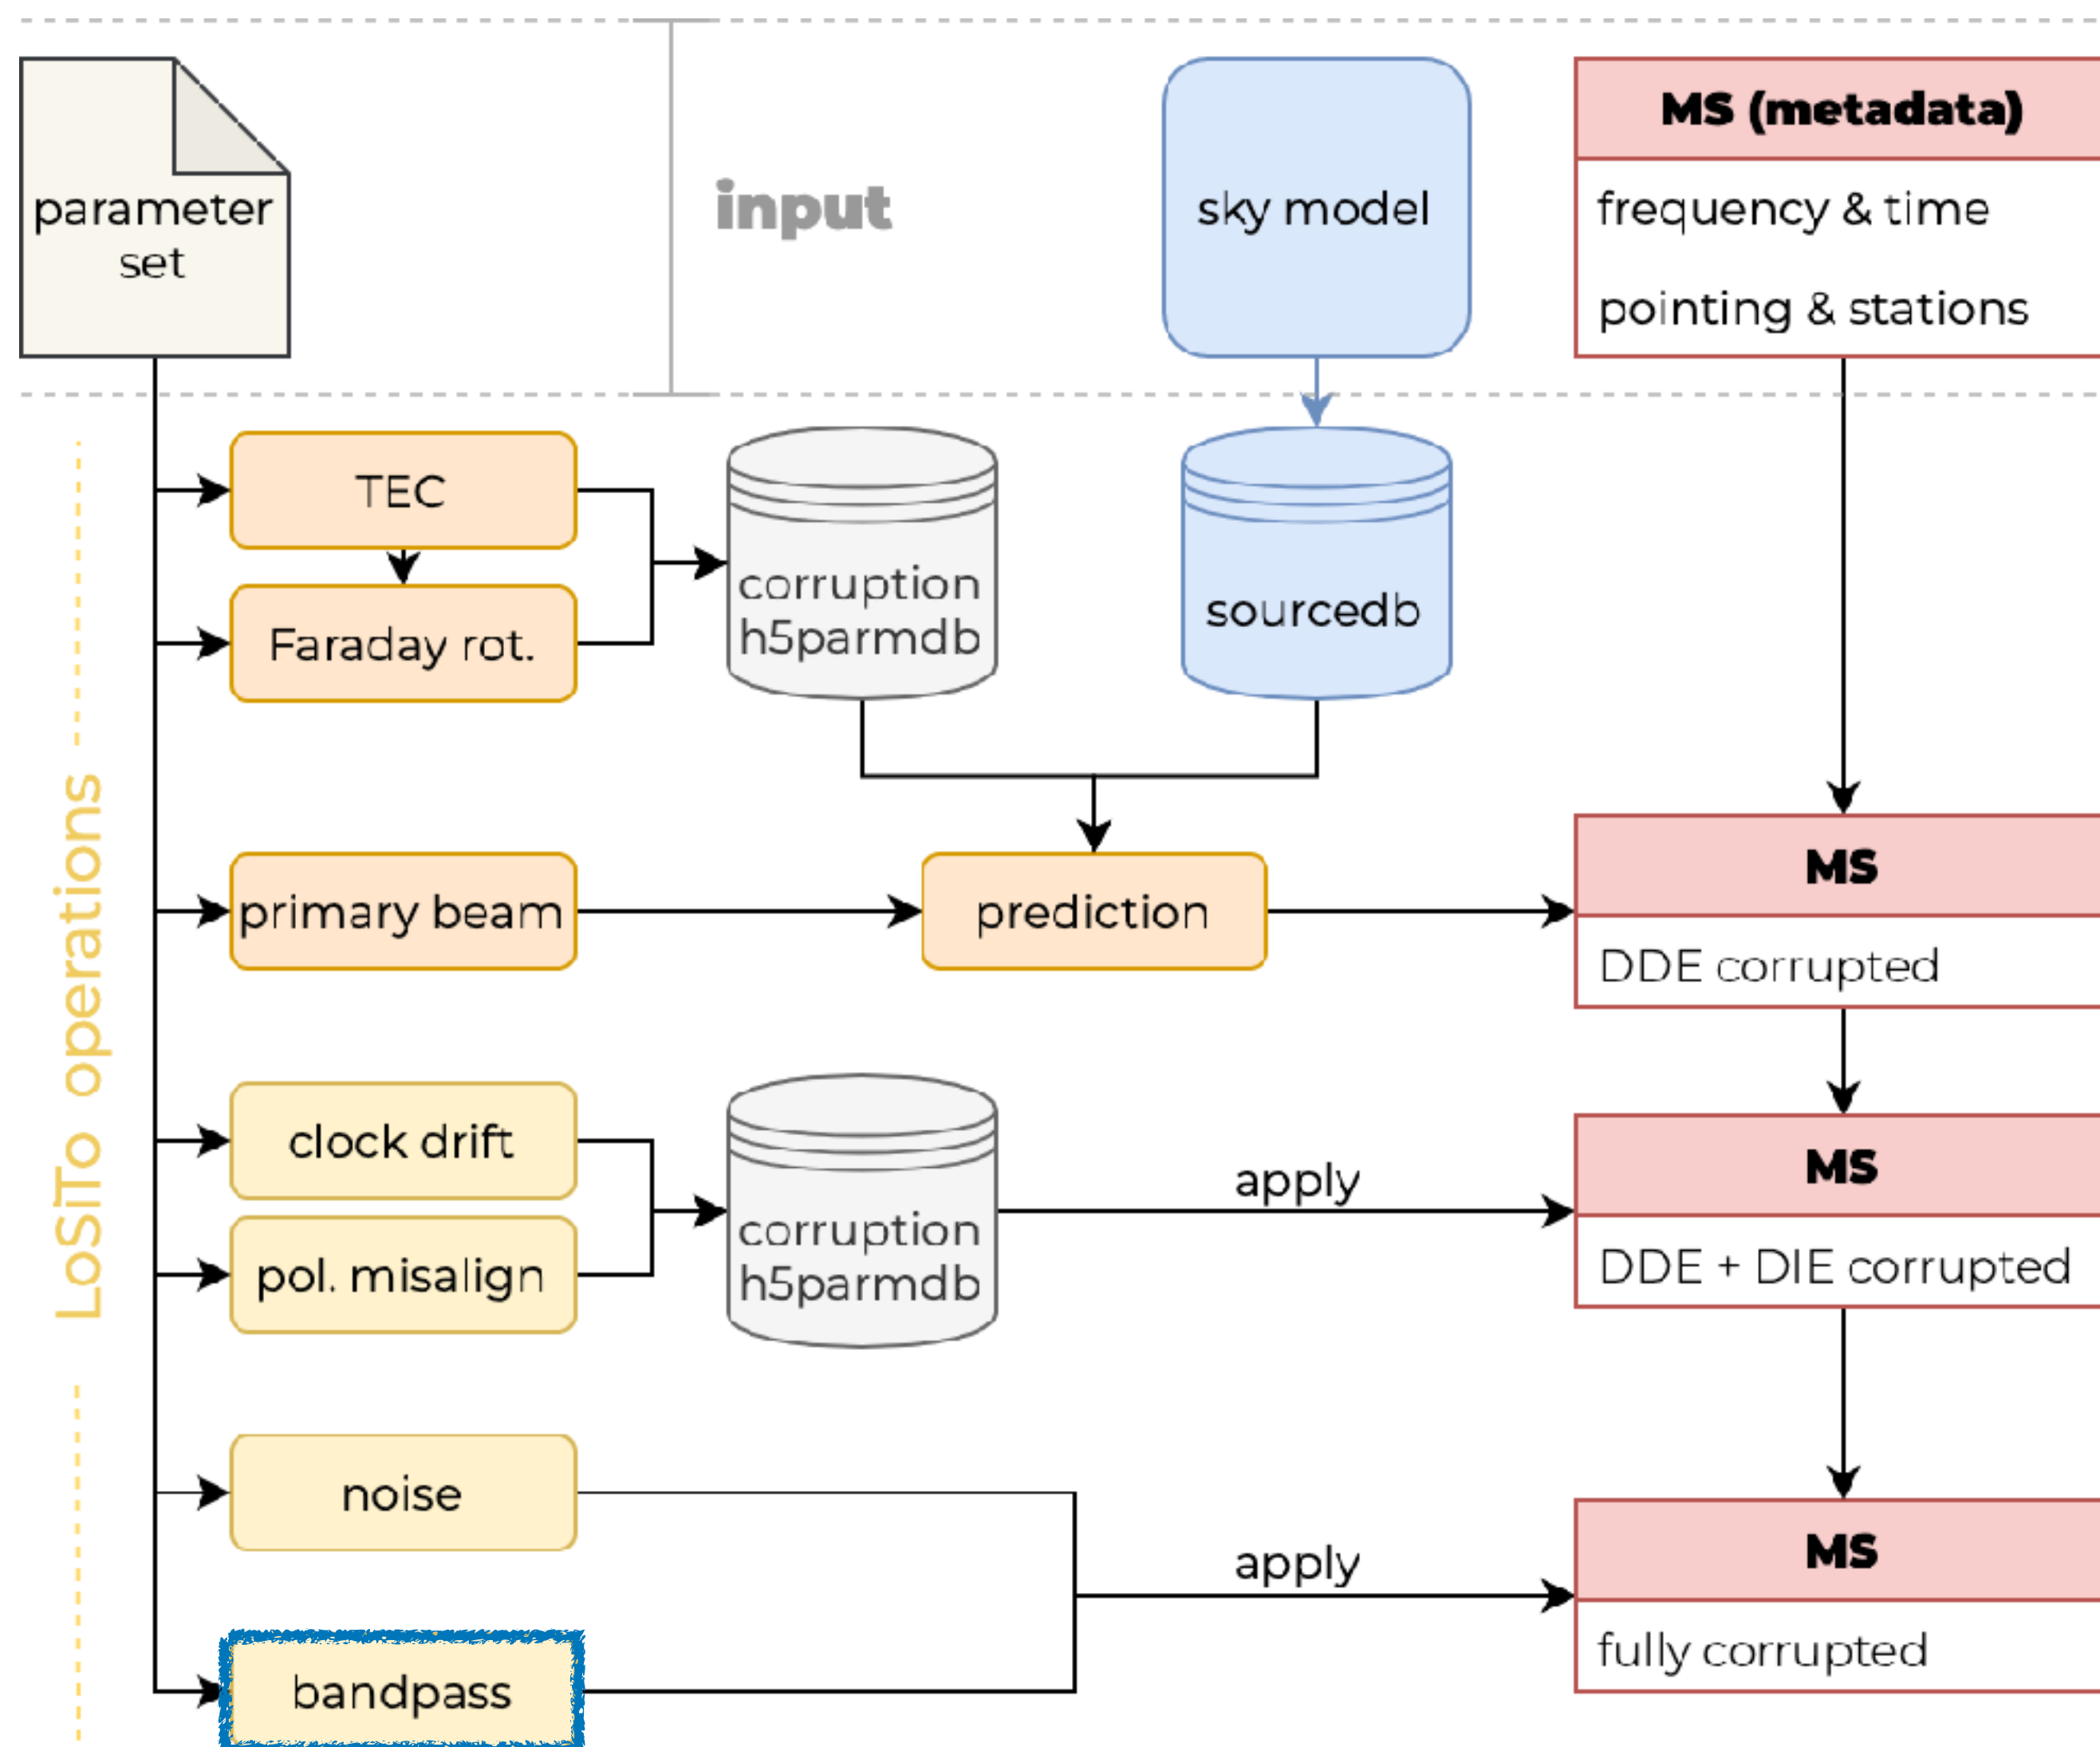 parameter
set
input
sky model
MS (metadata)
frequency & time
pointing & stations
LoSiTo operations
TEC
Faraday rot.
corruption
h5parmdb
sourcedb
primary beam
prediction
MS
DDE corrupted
clock drift
pol. misalign
corruption
h5parmdb
apply
MS
DDE + DIE corrupted
noise
bandpass
apply
MS
fully corrupted